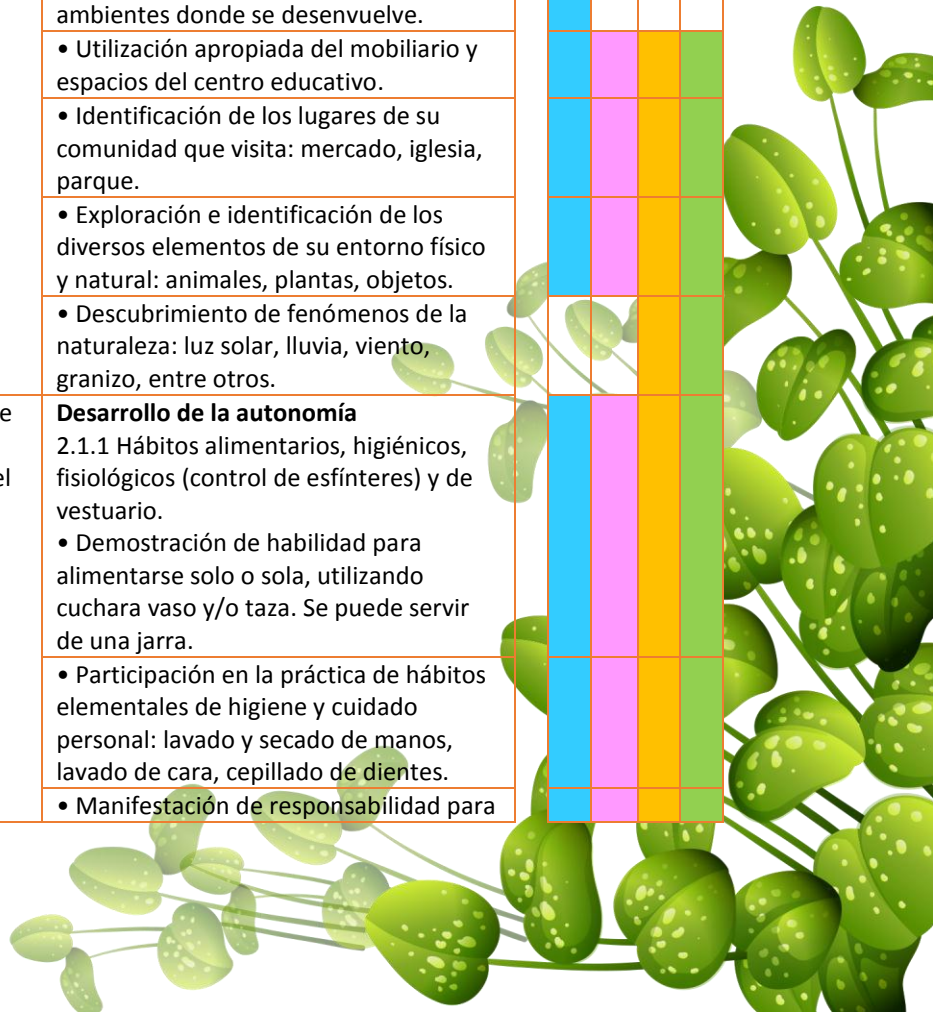 ambientes donde se desenvuelve.
• Utilización apropiada del mobiliario y
espacios del centro educativo.
• Identificación de los lugares de su
comunidad que visita: mercado, iglesia,
parque.
• Exploración e identificación de los
diversos elementos de su entorno físico
y natural: animales, plantas, objetos.
• Descubrimiento de fenómenos de la
naturaleza: luz solar, lluvia, viento,
granizo, entre otros.
e
el
Desarrollo de la autonomía
2.1.1 Hábitos alimentarios, higiénicos,
fisiológicos (control de esfínteres) y de
vestuario.
• Demostración de habilidad para
alimentarse solo o sola, utilizando
cuchara vaso y/o taza. Se puede servir
de una jarra.
• Participación en la práctica de hábitos
elementales de higiene y cuidado
personal: lavado y secado de manos,
lavado de cara, cepillado de dientes.
• Manifestación de responsabilidad para